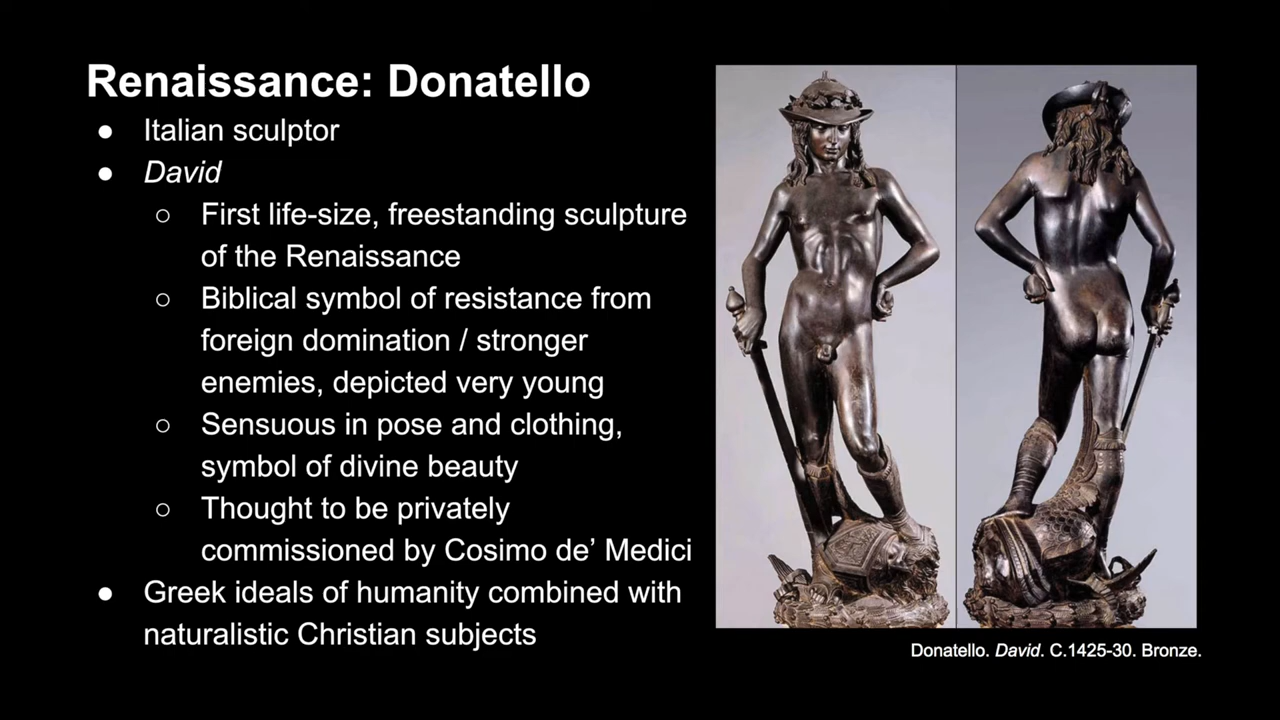 Renaissance: Donatello
● Italian sculptor
● David
○ First life-size, freestanding sculpture
of the Renaissance
○ Biblical symbol of resistance from
foreign domination / stronger
enemies, depicted very young
○ Sensuous in pose and clothing,
symbol of divine beauty
○ Thought to be privately
commissioned by Cosimo de’ Medici
● Greek ideals of humanity combined with
naturalistic Christian subjects
Donatello. David. C.1425-30. Bronze.